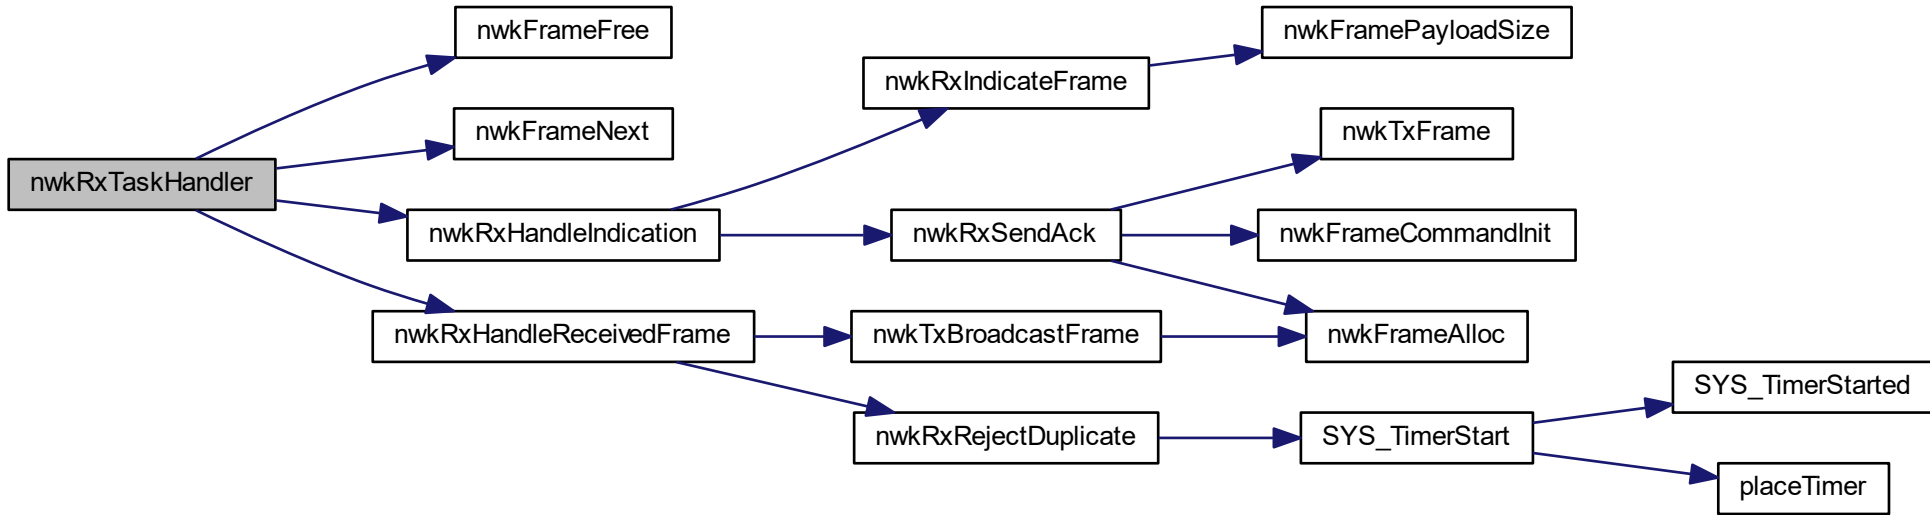 nwkRxTaskHandler
nwkFrameFree
nwkFrameNext
nwkRxHandleIndication
nwkRxHandleReceivedFrame
nwkRxIndicateFrame
nwkRxSendAck
nwkTxBroadcastFrame
nwkRxRejectDuplicate
nwkFramePayloadSize
nwkTxFrame
nwkFrameCommandInit
nwkFrameAlloc
SYS_TimerStart
SYS_TimerStarted
placeTimer